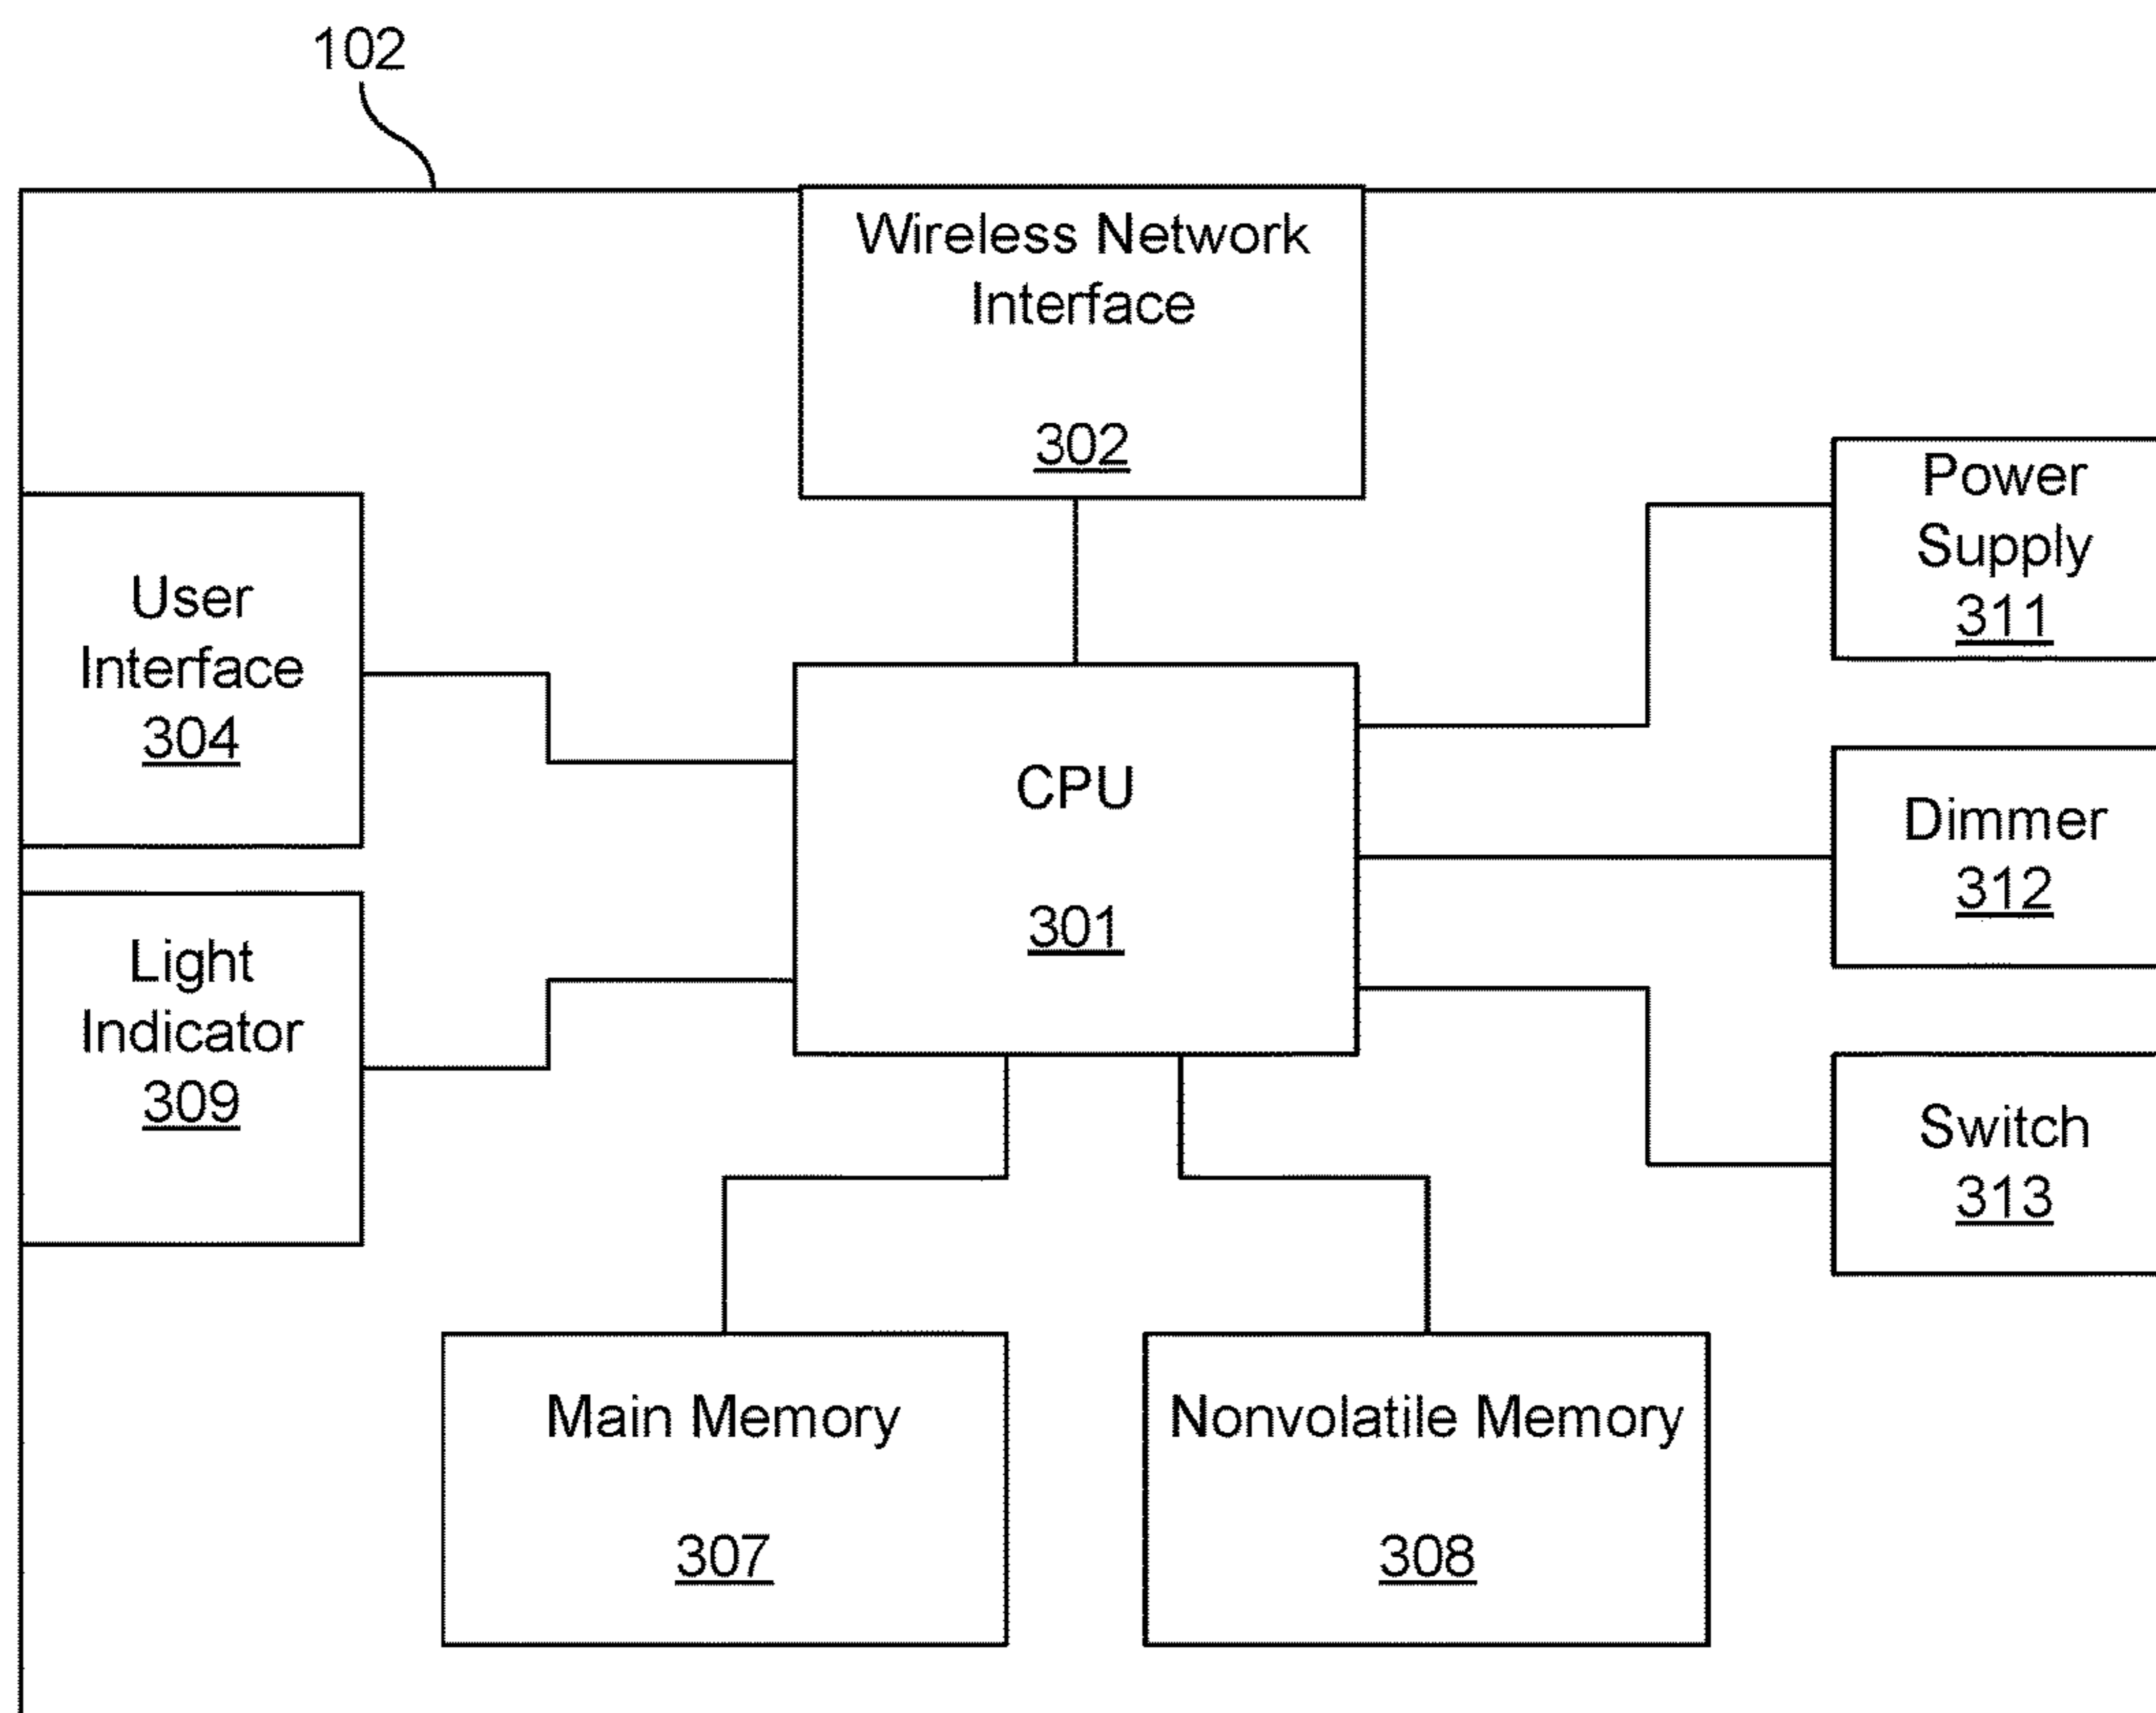 102
Wireless Network
Interface
302
User
Interface
304
Light
Indicator
309
CPU
301
Power
Supply
311
Dimmer
312
Switch
313
Main Memory
307
Nonvolatile Memory
308